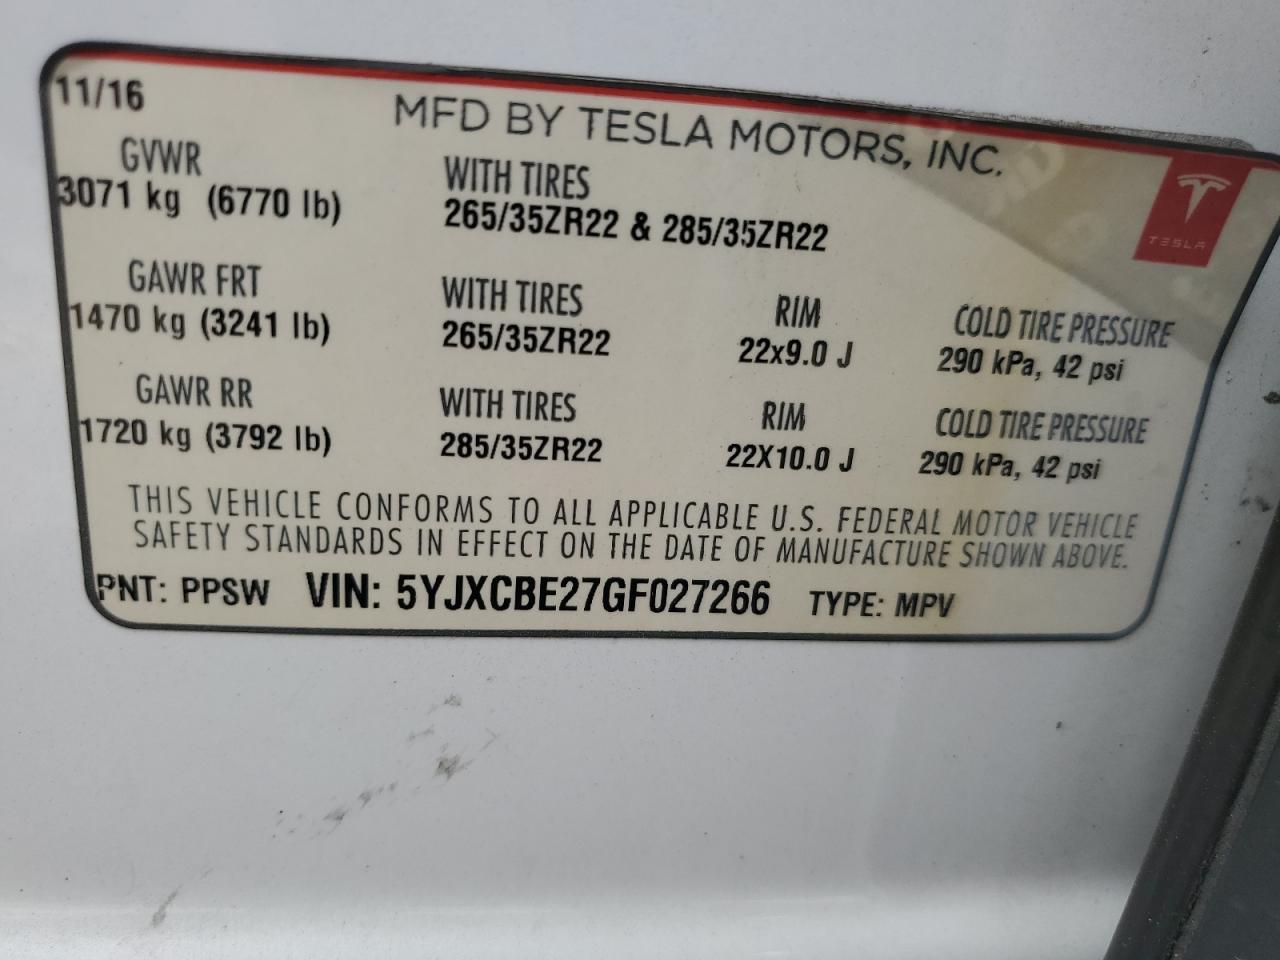 11/16
MFD BY TESLA MOTORS, INC.
TESLA
GVWR WITH TIRES
3071 kg (6770 lb) 265/35ZR22 & 285/35ZR22
GAWR FRT WITH TIRES RIM COLD TIRE PRESSURE
1470 kg (3241 lb) 265/35ZR22 22x9.0 J 290 kPa, 42 psi
GAWR RR WITH TIRES RIM COLD TIRE PRESSURE
1720 kg (3792 lb) 285/35ZR22 22X10.0 J 290 kPa, 42 psi
THIS VEHICLE CONFORMS TO ALL APPLICABLE U.S. FEDERAL MOTOR VEHICLE
SAFETY STANDARDS IN EFFECT ON THE DATE OF MANUFACTURE SHOWN ABOVE.
PNT: PPSW VIN: 5YJXCBE27GF027266 TYPE: MPV